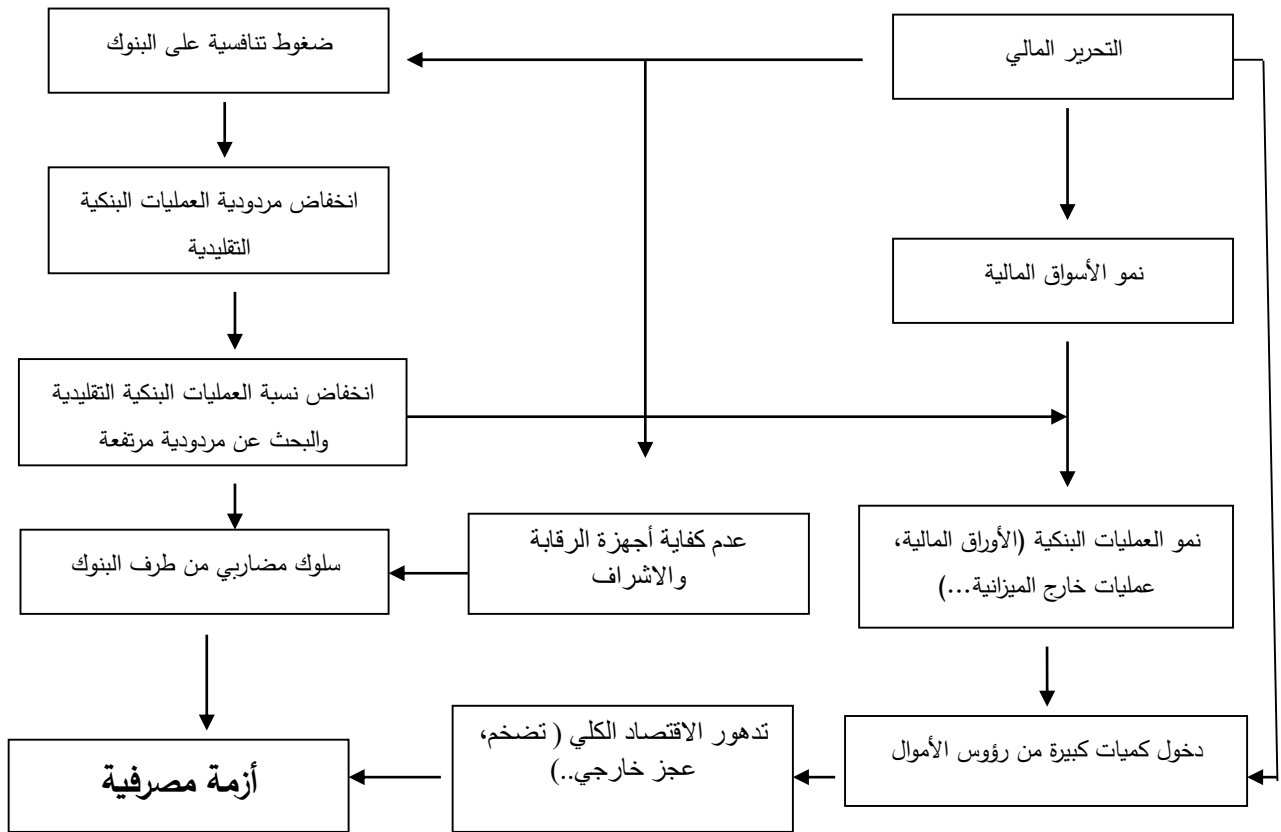 التحرير المالي
ضغوط تنافسية على البنوك
انخفاض مردودية العمليات البنكية
التقليدية
نمو الأسواق المالية
انخفاض نسبة العمليات البنكية التقليدية
والبحث عن مردودية مرتفعة
نمو العمليات البنكية (الأوراق المالية،
عمليات خارج الميزانية...)
عدم كفاية أجهزة الرقابة
والاشراف
سلوك مضاربي من طرف البنوك
دخول كميات كبيرة من رؤوس الأموال
تدهور الاقتصاد الكلي ( تضخم،
عجز خارجي..)
أزمة مصرفية